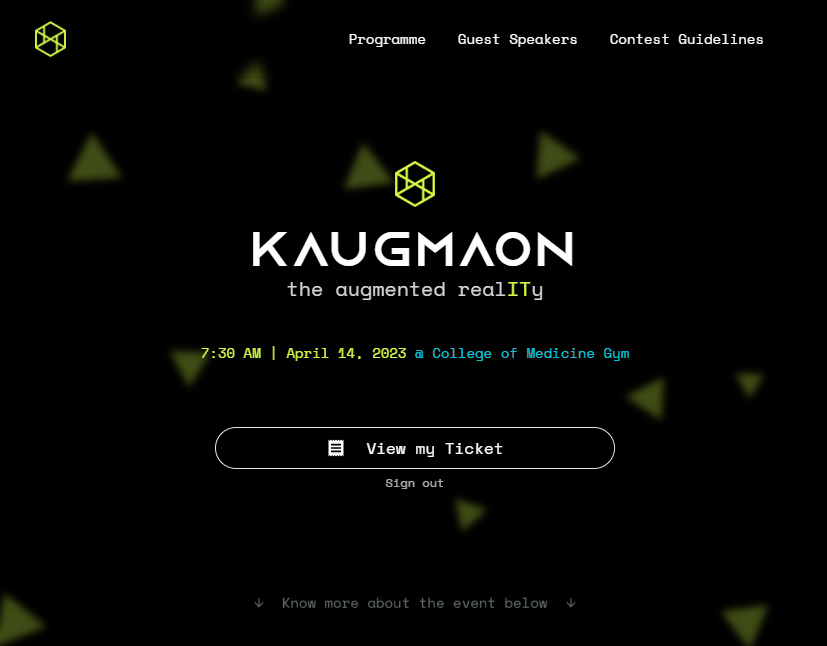 Programme Guest Speakers Contest Guidelines
KAUGMAON
the augmented realITy
7:30 AM | April 14, 2023 @ College of Medicine Gym
View my Ticket
Sign out
↓ Know more about the event below ↓